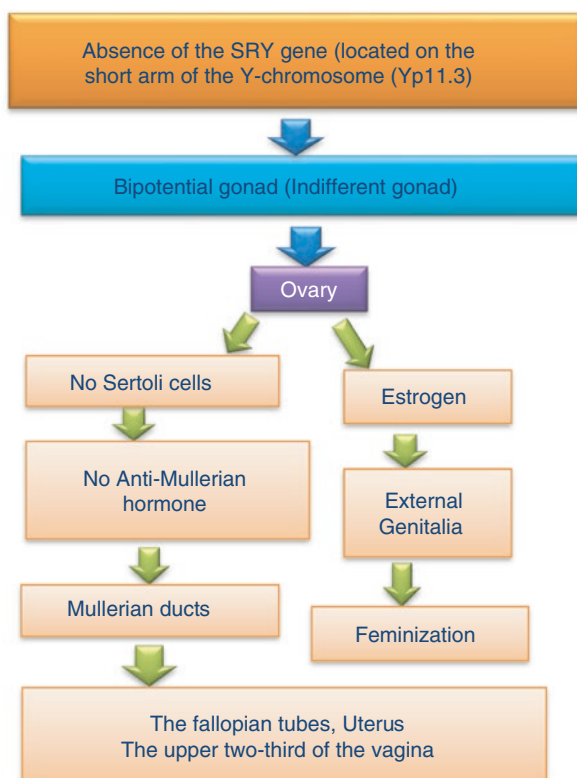 Absence of the SRY gene (located on the
short arm of the Y-chromosome (Yp11.3)
Bipotential gonad (Indifferent gonad)
Ovary
No Sertoli cells
No Anti-Mullerian
hormone
Mullerian ducts
Estrogen
External
Genitalia
Feminization
The fallopian tubes, Uterus
The upper two-third of the vagina